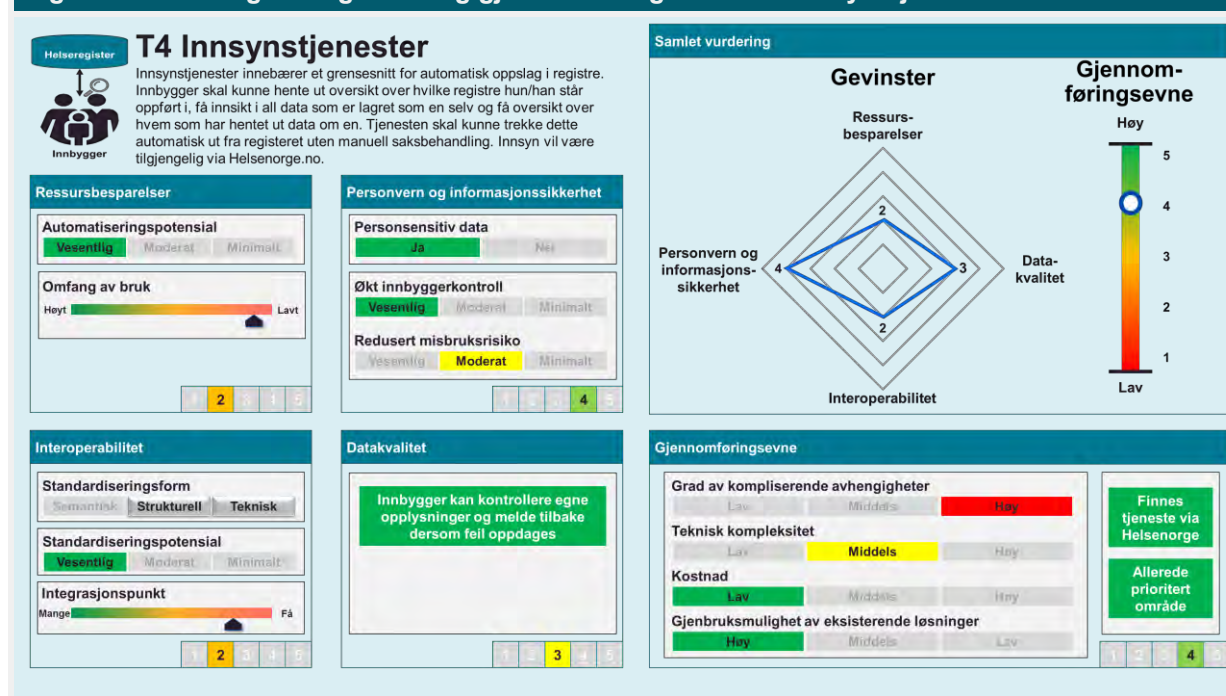 Helseregister
Innbygger
T4 Innsynstjenester
Innsynstjenester innebærer et grensesnitt for automatisk oppslag i registre.
Innbygger skal kunne hente ut oversikt over hvilke registre hun/han står
oppført i, få innsikt i all data som er lagret som en selv og få oversikt over
hvem som har hentet ut data om en. Tjenesten skal kunne trekke dette
automatisk ut fra registeret uten manuell saksbehandling. Innsyn vil være
tilgjengelig via Helsenorge.no.
Ressursbesparelser
Automatiseringspotensial
Vesentlig Moderat Minimalt
Omfang av bruk
Høyt Lavt
1 2 3 4 5
Personvern og informasjonssikkerhet
Personsensitiv data
Ja Nei
Økt innbyggerkontroll
Vesentlig Moderat Minimalt
Redusert misbruksrisiko
Vesentlig Moderat Minimalt
1 2 3 4 5
Samlet vurdering
Gevinster
Ressurs-
besparelser
2
Personvern og
informasjons-
sikkerhet
4
3
Data-
kvalitet
2
Interoperabilitet
Gjennom-
føringsevne
Høy
5
4
3
2
1
Lav
Interoperabilitet
Standardiseringsform
Semantisk Strukturell Teknisk
Standardiseringspotensial
Vesentlig Moderat Minimalt
Integrasjonspunkt
Mange Få
1 2 3 4 5
Datakvalitet
Innbygger kan kontrollere egne
opplysninger og melde tilbake
dersom feil oppdages
1 2 3 4 5
Gjennomføringsevne
Grad av kompliserende avhengigheter
Lav Middels Høy
Teknisk kompleksitet
Lav Middels Høy
Kostnad
Lav Middels Høy
Gjenbruksmulighet av eksisterende løsninger
Høy Middels Lav
Finnes
tjeneste via
Helsenorge
Allerede
prioritert
område
1 2 3 4 5